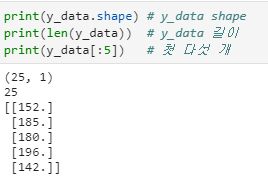 print(y_data.shape) # y_data shape
print(len(y_data))  # y_data 길이
print(y_data[:5])   # 첫 다섯 개
(25, 1)
25
[[152.]
 [185.]
 [180.]
 [196.]
 [142.]]